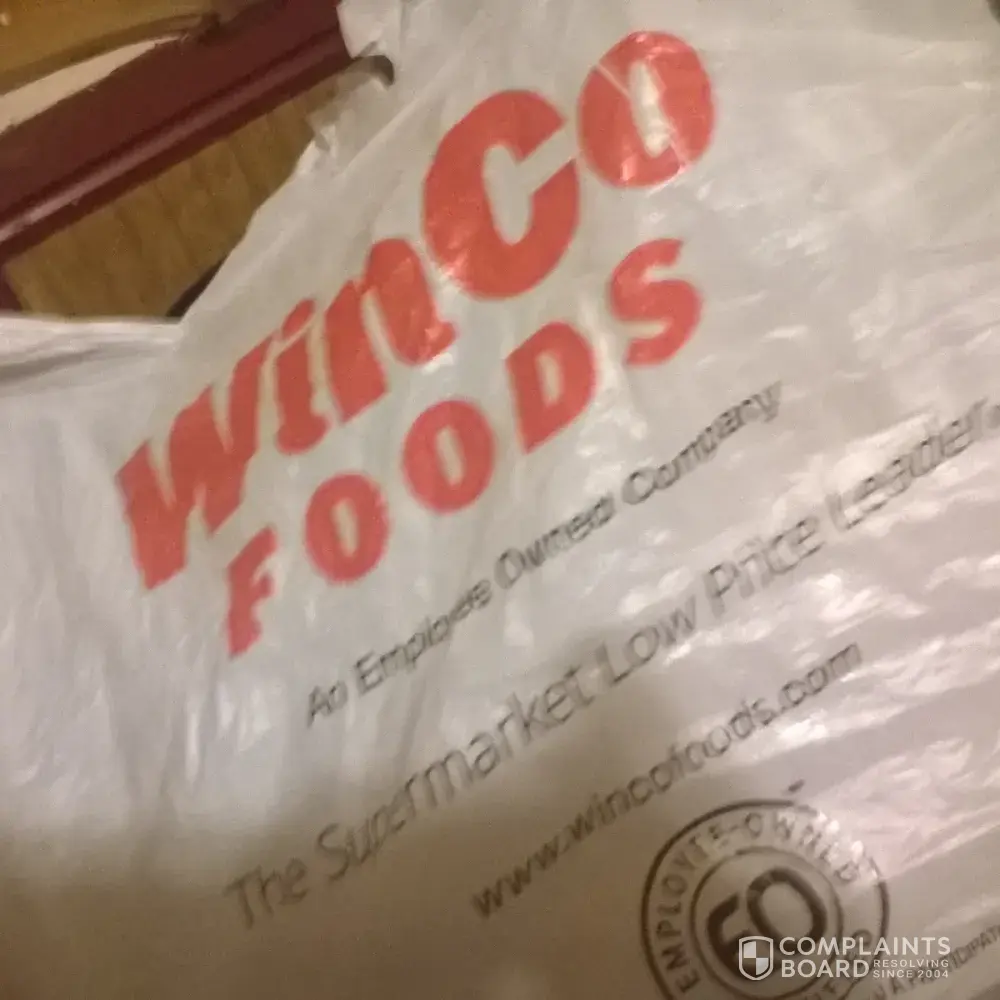 WinCo
FOODS
An Employee Owned Company
The Supermarket Low Price Leader
www.wincofoods.com
EMPLOYEE-OWNED
COMPLAINTS
BOARD RESOLVING
SINCE 2004